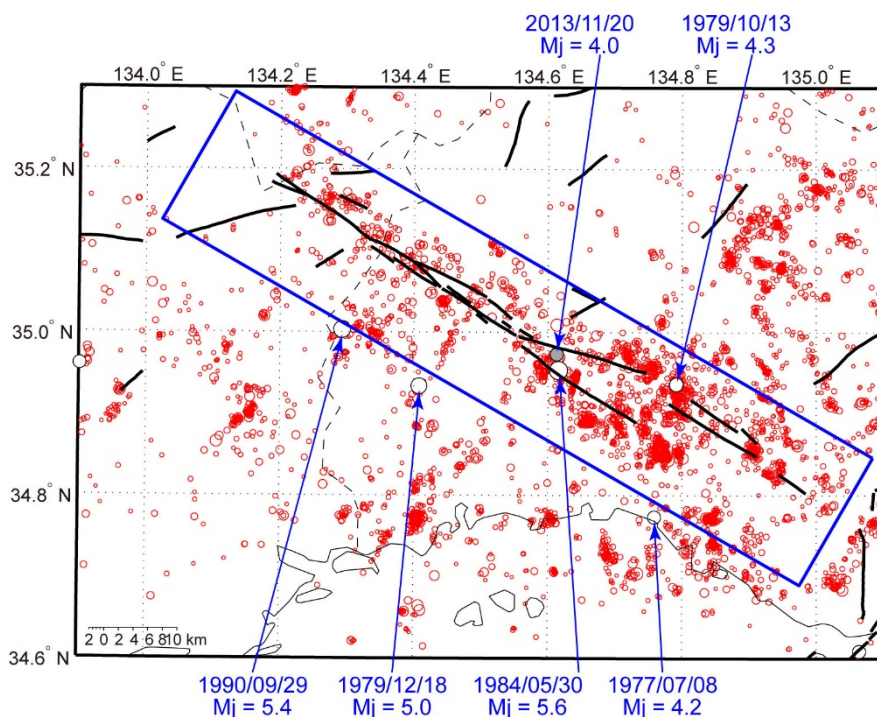 2013/11/20 1979/10/13
Mj = 4.0 Mj = 4.3
134.0° E 134.2° E 134.4° E 134.6° E 134.8° E 135.0° E
35.2° N
35.0° N
34.8° N
2 0 2 4 6 8 10 km
34.6° N
1990/09/29 1979/12/18 1984/05/30 1977/07/08
Mj = 5.4 Mj = 5.0 Mj = 5.6 Mj = 4.2